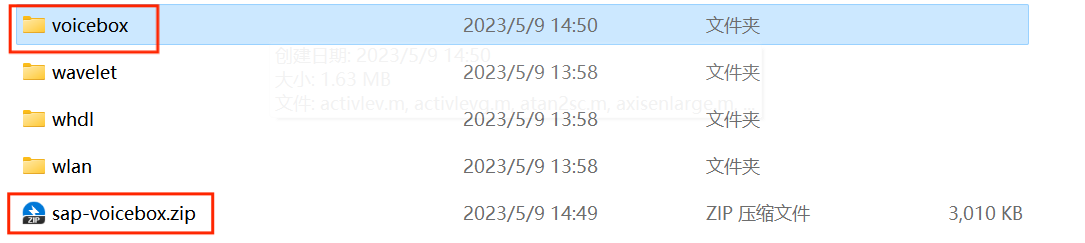 voicebox 2023/5/9 14:50 文件夹
创建日期: 2023/5/9 14:50
wavelet 2023/5/9 13:58 文件夹
大小: 1.63 MB
文件: activlev.m, activlevg.m, atan2sc.m, axisenlarge.m, ...
whdl 2023/5/9 13:58 文件夹
wlan 2023/5/9 13:58 文件夹
ZIP sap-voicebox.zip 2023/5/9 14:49 ZIP 压缩文件 3,010 KB